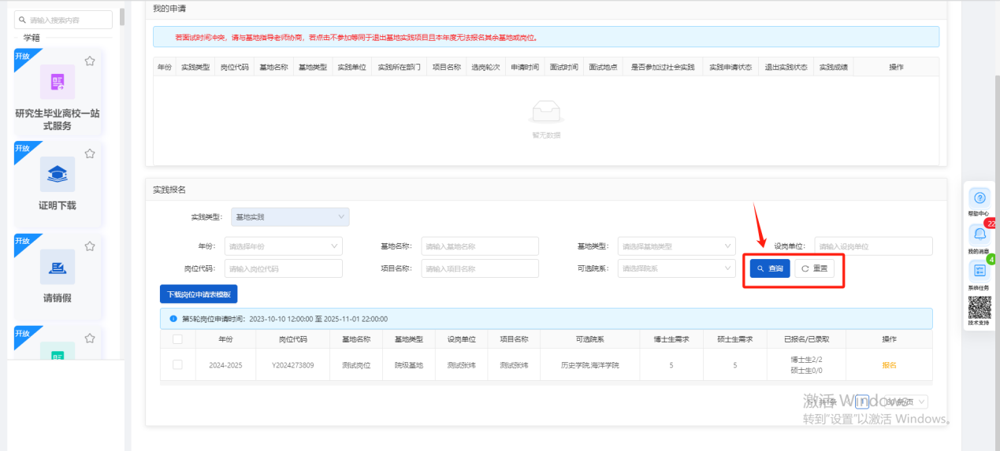 我的申请
请输入搜索内容
若面试时间冲突，请与基地指导老师协商，若点击不参加等同于退出基地实践项目且本年度无法报名其余基地或岗位。
学籍
开放
研究生毕业离校一站
式服务
年份 实践类型 岗位代码 基地名称 基地类型 实践单位 实践所在部门 项目名称 选岗轮次 申请时间 面试时间 面试地点 是否参加过社会实践 实践申请状态 退出实践状态 实践成绩 操作
暂无数据
开放
证明下载
实践报名
实践类型: 基地实践
帮助中心
22
我的消息
4
系统任务
技术支持
开放
请销假
年份: 请选择年份 基地名称: 请输入基地名称 基地类型: 请选择基地类型 设岗单位: 请输入设岗单位
岗位代码: 请输入岗位代码 项目名称: 请输入项目名称 可选院系: 请选择院系 查询 重置
下载岗位申请表模板
第5轮岗位申请时间：2023-10-10 12:00:00 至 2025-11-01 22:00:00
开放
年份 岗位代码 基地名称 基地类型 设岗单位 项目名称 可选院系 博士生需求 硕士生需求 已报名/已录取 操作
2024-2025 Y2024273809 测试岗位 院级基地 测试张炜 测试张炜 历史学院,海洋学院 5 5 博士生2/2 报名
硕士生0/0
1
激活 Windows
转到"设置"以激活 Windows。